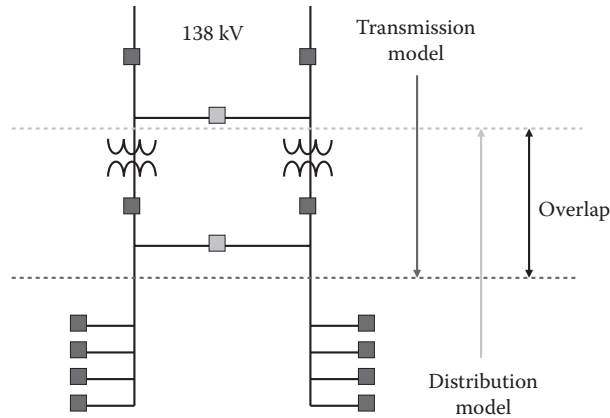 138 kV
Transmission
model
Overlap
Distribution
model